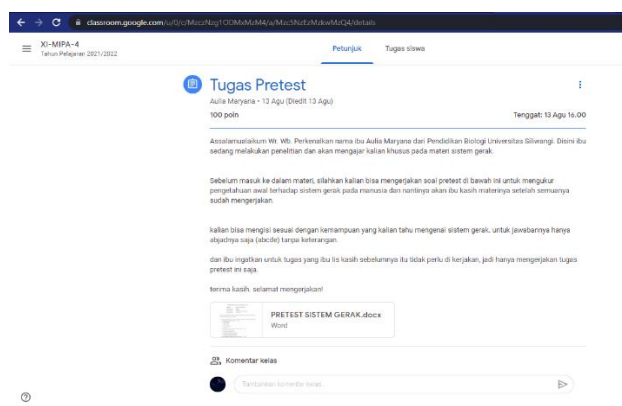 classroom.google.com
XI-MIPA-4
Tahun Pelajaran 2021/2022
Petunjuk
Tugas siswa
Tugas Pretest
Aulia Maryana • 13 Agu (Diedit 13 Agu)
100 poin
Tenggat: 13 Agu 16.00
Assalamualaikum Wr. Wb. Perkenalkan nama ibu Aulia Maryana dari Pendidikan Biologi Universitas Siliwangi. Disini ibu
sedang melakukan penelitian dan akan mengajar kalian khusus pada materi sistem gerak.
Sebelum masuk ke dalam materi, silahkan kalian bisa mengerjakan soal pretest di bawah ini untuk mengukur
pengetahuan awal terhadap sistem gerak pada manusia dan nantinya akan ibu kasih materinya setelah semuanya
sudah mengerjakan.
kalian bisa mengisi sesuai dengan kemampuan yang kalian tahu mengenai sistem gerak. untuk jawabannya hanya
abjadnya saja (abcde) tanpa keterangan.
dan ibu ingatkan untuk tugas yang ibu Iis kasih sebelumnya itu tidak perlu di kerjakan, jadi hanya mengerjakan tugas
pretest ini saja.
terima kasih. selamat mengerjakan!
PRETEST SISTEM GERAK.docx
Word
Komentar kelas
Tambahkan komentar kelas...